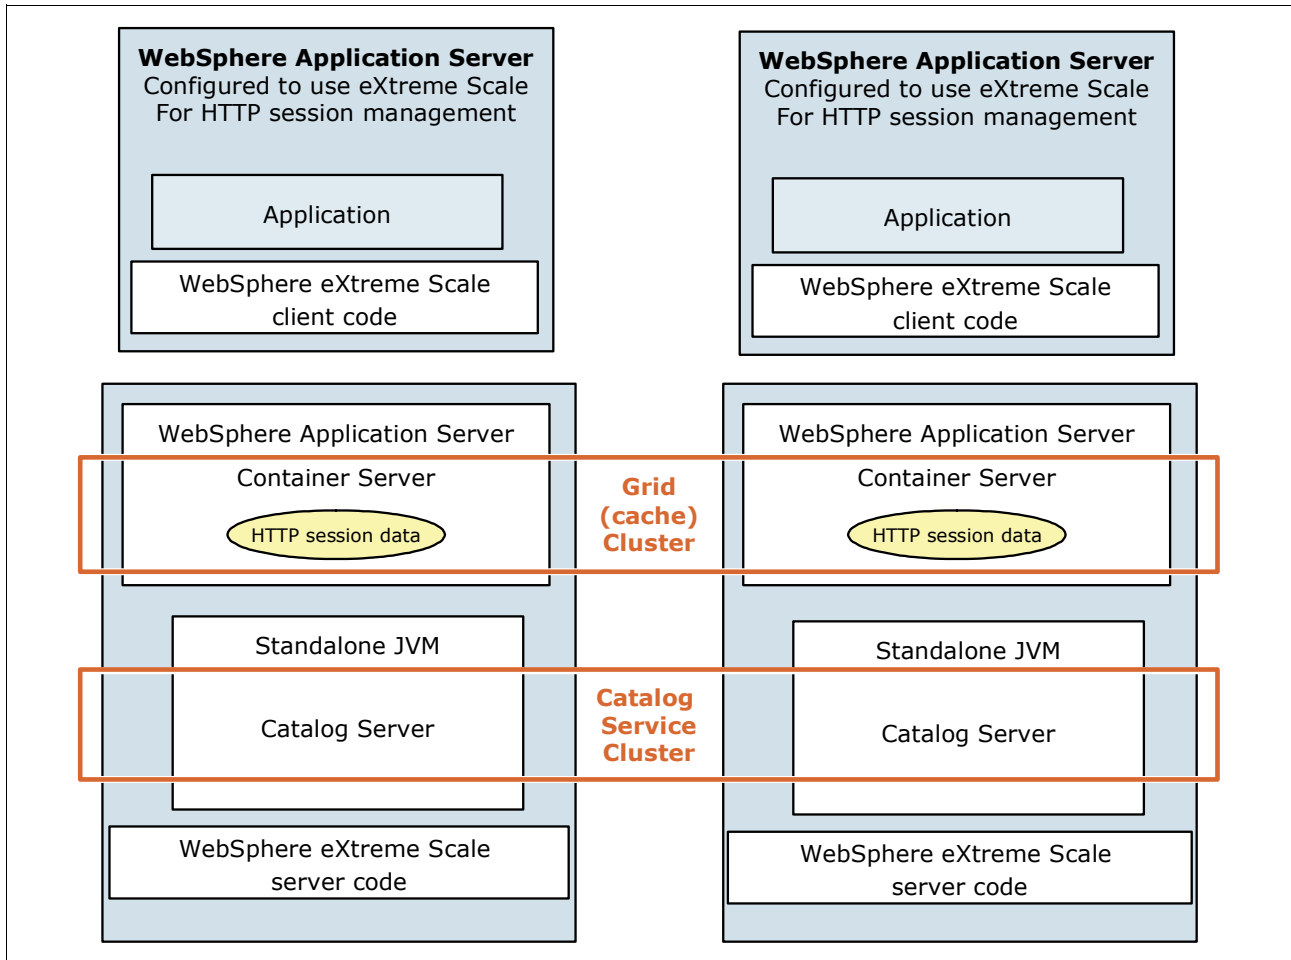 WebSphere Application Server
Configured to use eXtreme Scale
For HTTP session management
Application
WebSphere eXtreme Scale
client code
WebSphere Application Server
Configured to use eXtreme Scale
For HTTP session management
Application
WebSphere eXtreme Scale
client code
WebSphere Application Server
Container Server
HTTP session data
Grid
(cache)
Cluster
WebSphere Application Server
Container Server
HTTP session data
Standalone JVM
Catalog Server
Catalog
Service
Cluster
Standalone JVM
Catalog Server
WebSphere eXtreme Scale
server code
WebSphere eXtreme Scale
server code